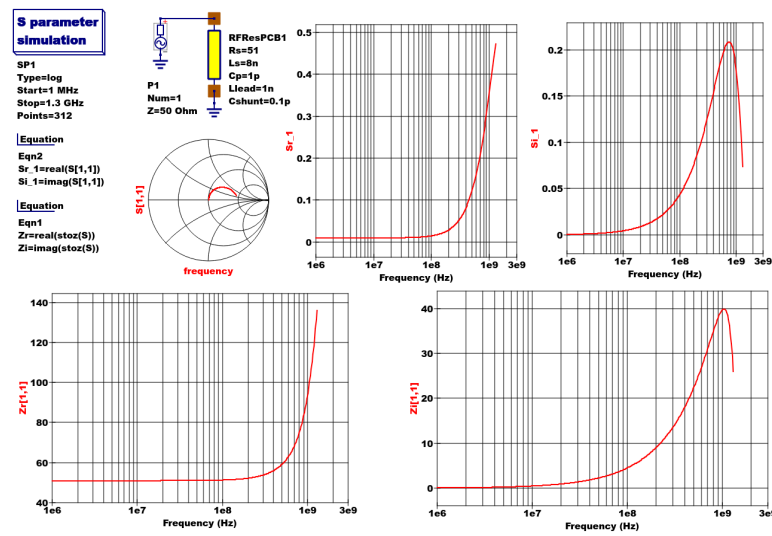 S parameter
simulation
SP1
Type=log
Start=1 MHz
Stop=1.3 GHz
Points=312
P1
Num=1
Z=50 Ohm
RFResPCB1
Rs=51
Ls=8n
Cp=1p
Llead=1n
Cshunt=0.1p
Equation
Eqn2
Sr_1=real(S[1,1])
Si_1=imag(S[1,1])
Equation
Eqn1
Zr=real(stoz(S))
Zi=imag(stoz(S))
S[1,1]
frequency
Sr_1
0.5
0.4
0.3
0.2
0.1
0
1e6 1e7 1e8 1e9 3e9
Frequency (Hz)
Si_1
0.2
0.15
0.1
0.05
0
1e6 1e7 1e8 1e9 3e9
Frequency (Hz)
Zr[1,1]
140
120
100
80
60
40
1e6 1e7 1e8 1e9 3e9
Frequency (Hz)
Zi[1,1]
40
30
20
10
0
1e6 1e7 1e8 1e9 3e9
Frequency (Hz)